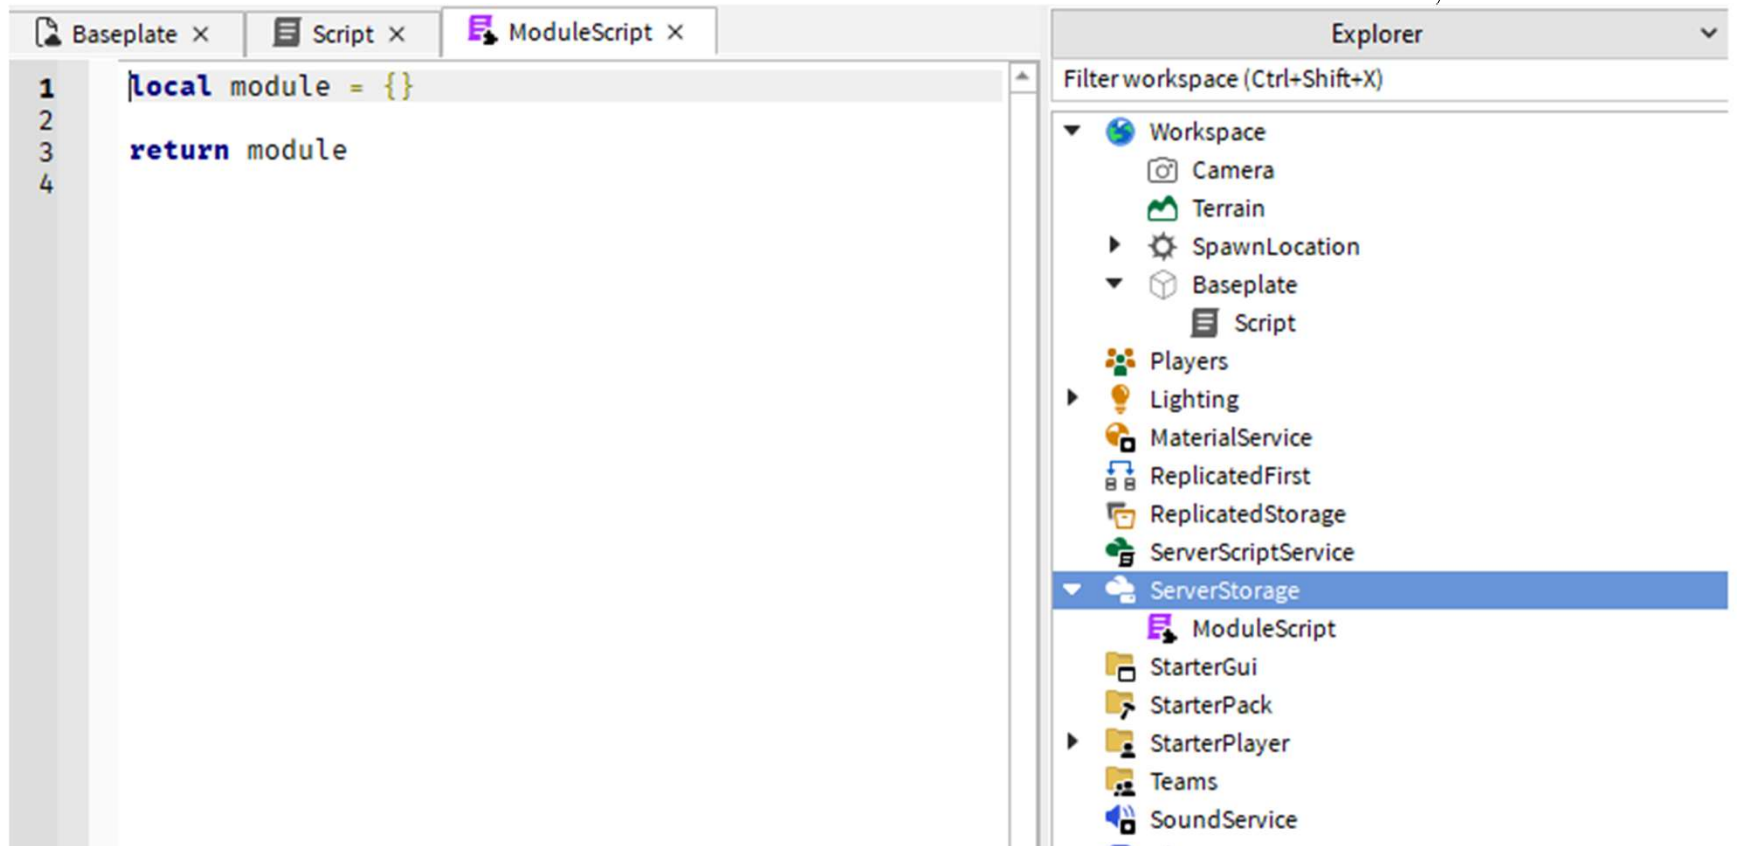 Baseplate × Script × ModuleScript ×
1 local module = {}
2
3 return module
4
Explorer
Filter workspace (Ctrl+Shift+X)
Workspace
Camera
Terrain
SpawnLocation
Baseplate
Script
Players
Lighting
MaterialService
ReplicatedFirst
ReplicatedStorage
ServerScriptService
ServerStorage
ModuleScript
StarterGui
StarterPack
StarterPlayer
Teams
SoundService